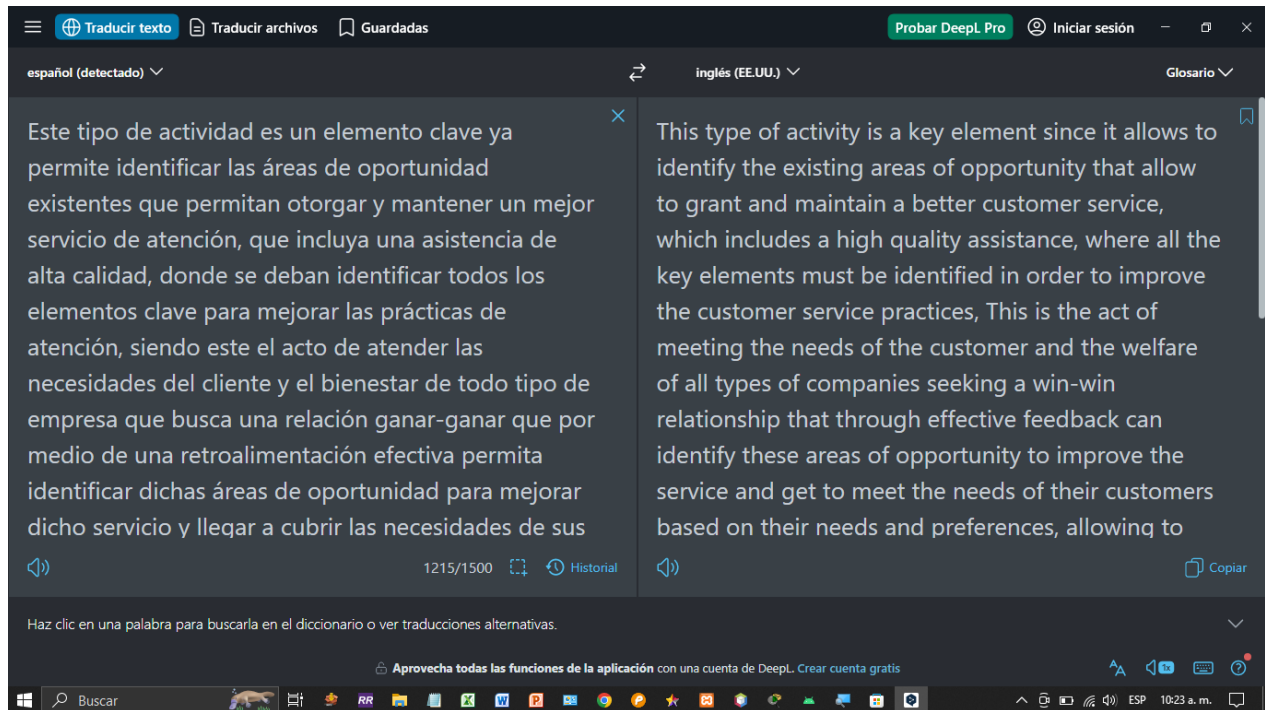 Traducir texto
Traducir archivos
Guardadas
Probar DeepL Pro
Iniciar sesión
español (detectado)
inglés (EE.UU.)
Glosario
Este tipo de actividad es un elemento clave ya
permite identificar las áreas de oportunidad
existentes que permitan otorgar y mantener un mejor
servicio de atención, que incluya una asistencia de
alta calidad, donde se deban identificar todos los
elementos clave para mejorar las prácticas de
atención, siendo este el acto de atender las
necesidades del cliente y el bienestar de todo tipo de
empresa que busca una relación ganar-ganar que por
medio de una retroalimentación efectiva permita
identificar dichas áreas de oportunidad para mejorar
dicho servicio y llegar a cubrir las necesidades de sus
This type of activity is a key element since it allows to
identify the existing areas of opportunity that allow
to grant and maintain a better customer service,
which includes a high quality assistance, where all the
key elements must be identified in order to improve
the customer service practices, This is the act of
meeting the needs of the customer and the welfare
of all types of companies seeking a win-win
relationship that through effective feedback can
identify these areas of opportunity to improve the
service and get to meet the needs of their customers
based on their needs and preferences, allowing to
1215/1500
Historial
Copiar
Haz clic en una palabra para buscarla en el diccionario o ver traducciones alternativas.
Aprovecha todas las funciones de la aplicación con una cuenta de DeepL. Crear cuenta gratis
1x
Buscar
RR
ESP
10:23 a. m.